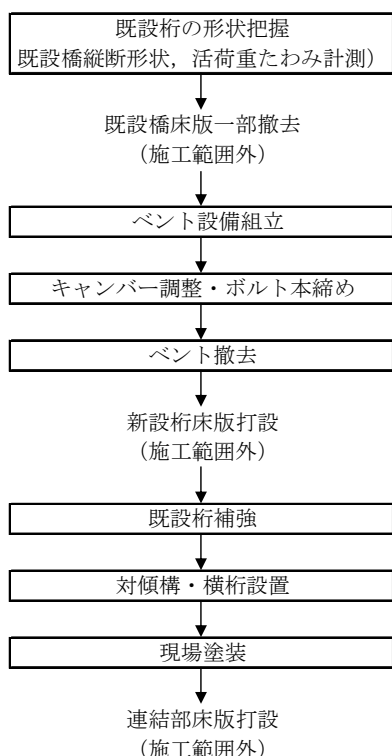 既設桁の形状把握
既設橋縦断形状，活荷重たわみ計測）
既設橋床版一部撤去
（施工範囲外）
ベント設備組立
キャンバー調整・ボルト本締め
ベント撤去
新設桁床版打設
（施工範囲外）
既設桁補強
対傾構・横桁設置
現場塗装
連結部床版打設
（施工範囲外）